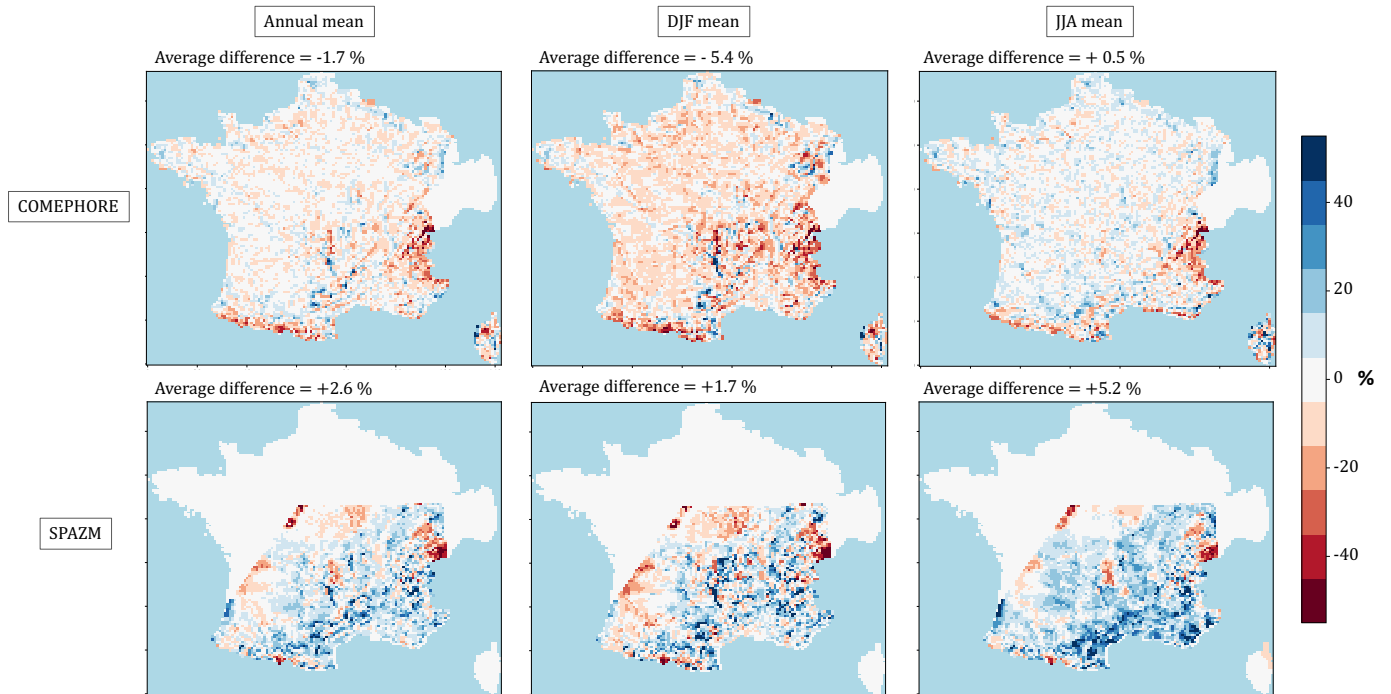 Annual mean
DJF mean
JJA mean
Average difference = -1.7 %
Average difference = - 5.4 %
Average difference = + 0.5 %
COMEPHORE
40
20
0 %
-20
-40
Average difference = +2.6 %
Average difference = +1.7 %
Average difference = +5.2 %
SPAZM